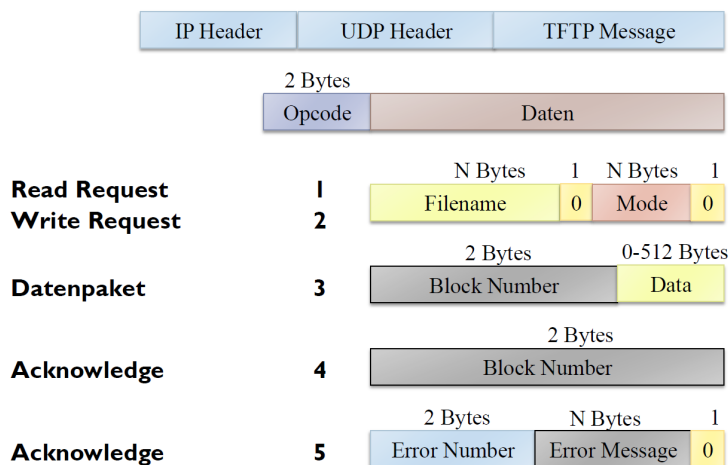 IP Header UDP Header TFTP Message
2 Bytes
Opcode Daten
N Bytes 1 N Bytes 1
Read Request 1 Filename 0 Mode 0
Write Request 2
2 Bytes 0-512 Bytes
Datenpaket 3 Block Number Data
2 Bytes
Acknowledge 4 Block Number
2 Bytes N Bytes 1
Acknowledge 5 Error Number Error Message 0